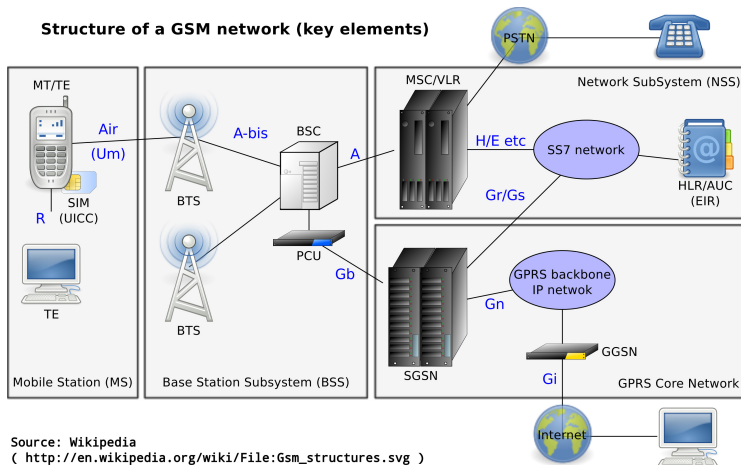 Structure of a GSM network (key elements)
PSTN
MT/TE
MSC/VLR
Network SubSystem (NSS)
Air
(Um)
A-bis
BSC
A
H/E etc
SS7 network
SIM
(UICC)
R
BTS
HLR/AUC
(EIR)
Gr/Gs
PCU
Gb
GPRS backbone
IP netwok
Gn
TE
BTS
GGSN
SGSN
Gi
Mobile Station (MS)
Base Station Subsystem (BSS)
GPRS Core Network
Internet
Source: Wikipedia
( http://en.wikipedia.org/wiki/File:Gsm_structures.svg )